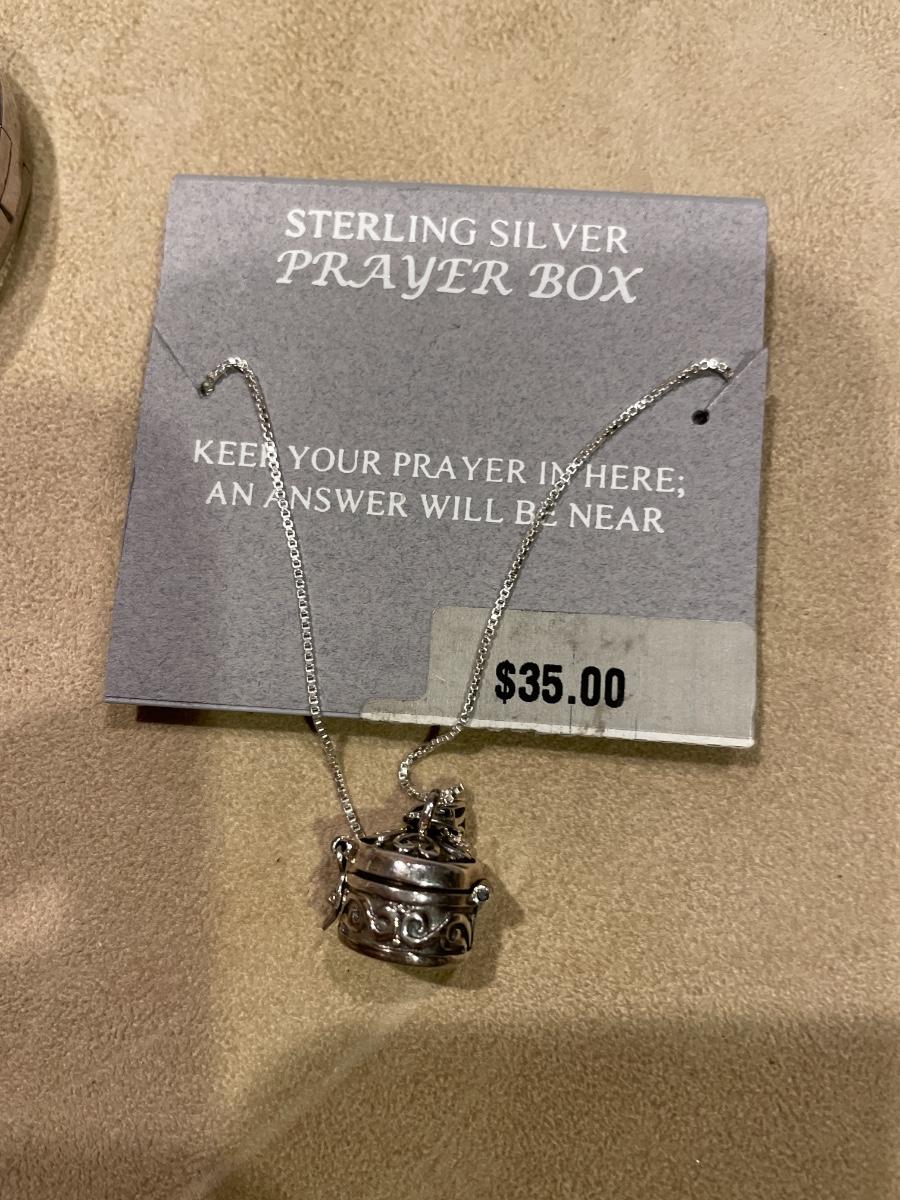 STERLING SILVER
PRAYER BOX
KEEP YOUR PRAYER IN HERE;
AN ANSWER WILL BE NEAR
$35.00